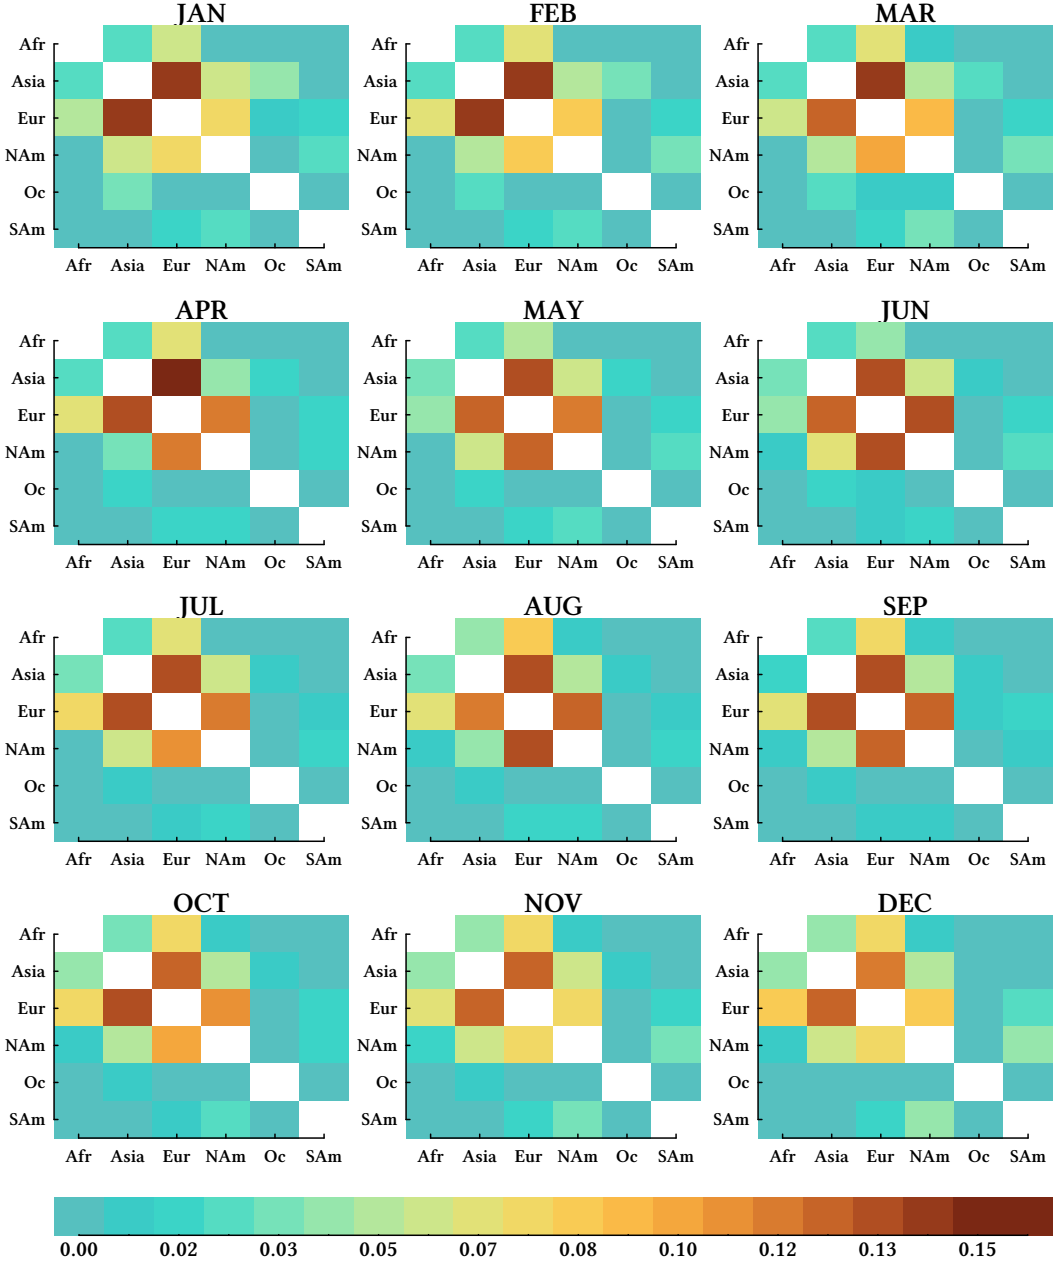 JAN FEB MAR
Afr Afr Afr
Asia Asia Asia
Eur Eur Eur
NAm NAm NAm
Oc Oc Oc
SAm SAm SAm
Afr Asia Eur NAm Oc SAm Afr Asia Eur NAm Oc SAm Afr Asia Eur NAm Oc SAm
APR MAY JUN
Afr Afr Afr
Asia Asia Asia
Eur Eur Eur
NAm NAm NAm
Oc Oc Oc
SAm SAm SAm
Afr Asia Eur NAm Oc SAm Afr Asia Eur NAm Oc SAm Afr Asia Eur NAm Oc SAm
JUL AUG SEP
Afr Afr Afr
Asia Asia Asia
Eur Eur Eur
NAm NAm NAm
Oc Oc Oc
SAm SAm SAm
Afr Asia Eur NAm Oc SAm Afr Asia Eur NAm Oc SAm Afr Asia Eur NAm Oc SAm
OCT NOV DEC
Afr Afr Afr
Asia Asia Asia
Eur Eur Eur
NAm NAm NAm
Oc Oc Oc
SAm SAm SAm
Afr Asia Eur NAm Oc SAm Afr Asia Eur NAm Oc SAm Afr Asia Eur NAm Oc SAm
0.00 0.02 0.03 0.05 0.07 0.08 0.10 0.12 0.13 0.15